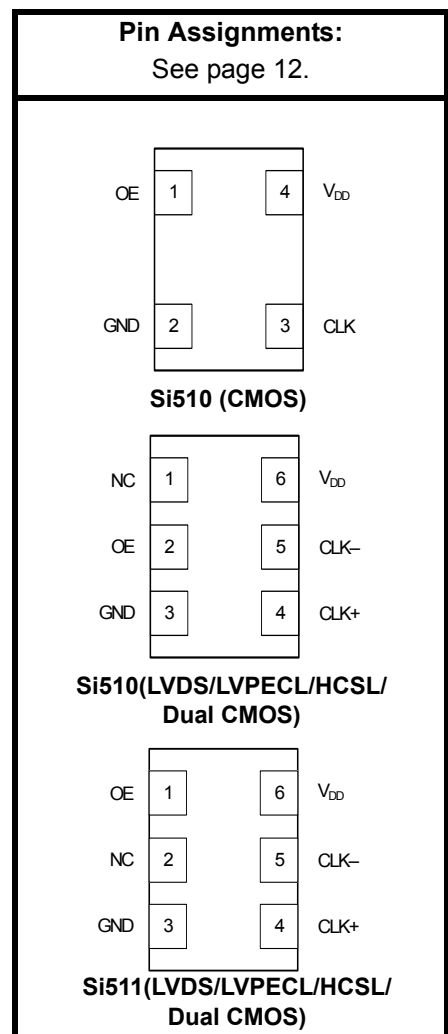 Pin Assignments:
See page 12.
OE 1 4 VDD
GND 2 3 CLK
Si510 (CMOS)
NC 1 6 VDD
OE 2 5 CLK–
GND 3 4 CLK+
Si510(LVDS/LVPECL/HCSL/
Dual CMOS)
OE 1 6 VDD
NC 2 5 CLK–
GND 3 4 CLK+
Si511(LVDS/LVPECL/HCSL/
Dual CMOS)